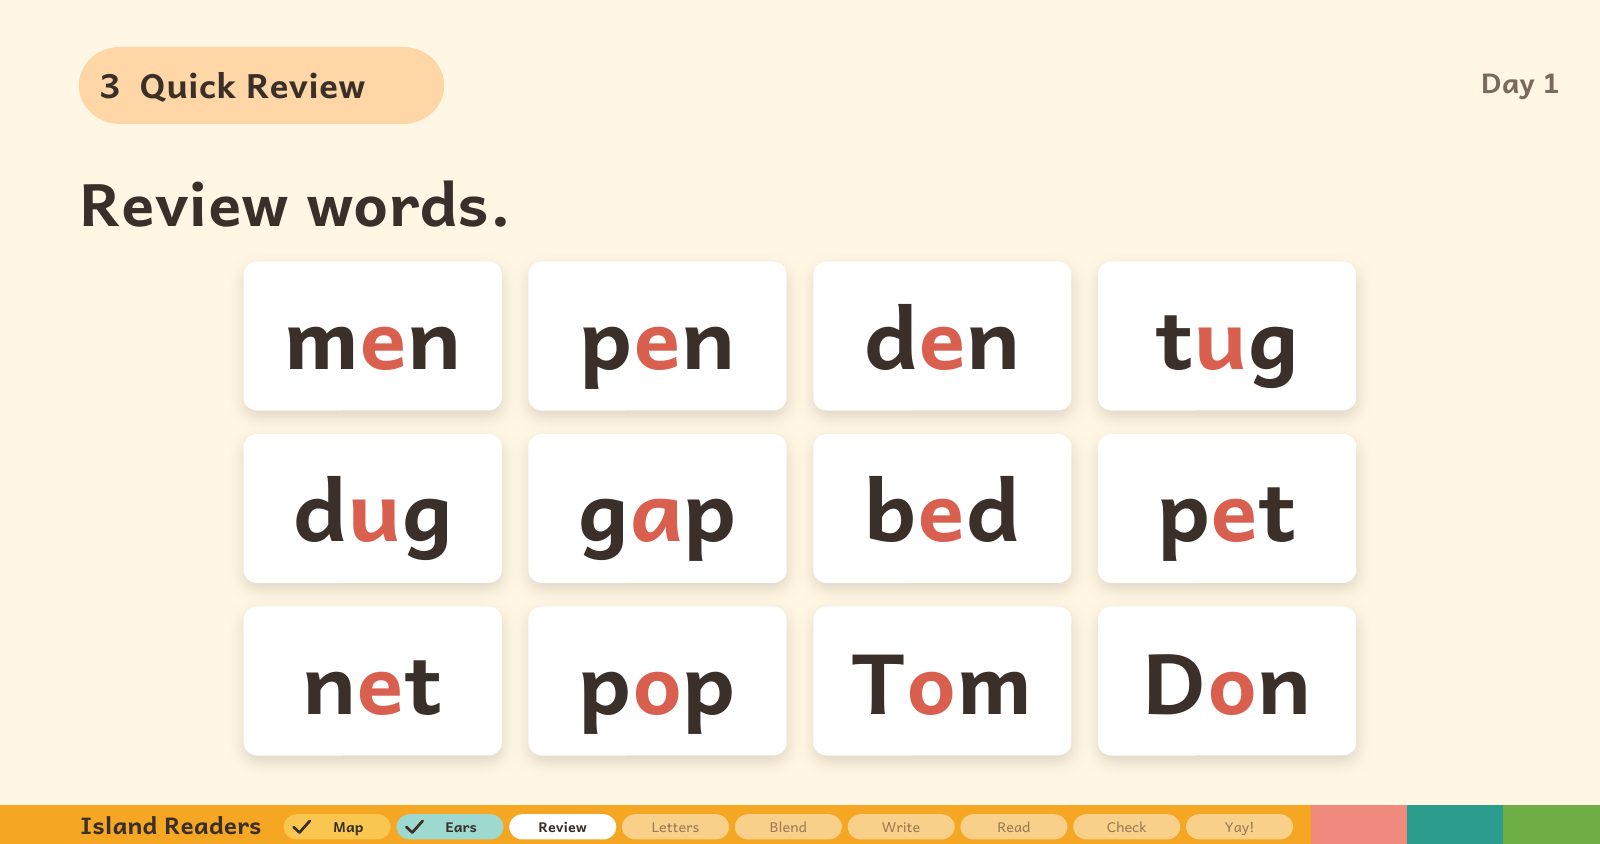 3 Quick Review
Day 1
Review words.
men pen den tug
dug gap bed pet
net pop Tom Don
Island Readers Map Ears Review Letters Blend Write Read Check Yay!